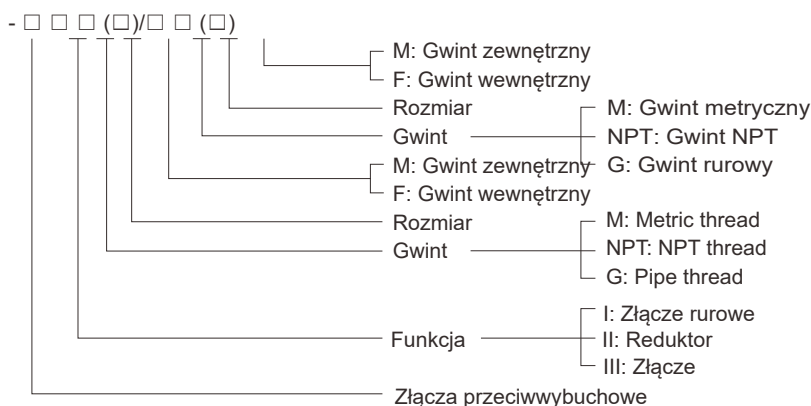 - □ □ □ (□)/□ □ (□)
M: Gwint zewnętrzny
F: Gwint wewnętrzny
Rozmiar
Gwint
M: Gwint metryczny
NPT: Gwint NPT
G: Gwint rurowy
M: Gwint zewnętrzny
F: Gwint wewnętrzny
Rozmiar
Gwint
M: Metric thread
NPT: NPT thread
G: Pipe thread
Funkcja
I: Złącze rurowe
II: Reduktor
III: Złącze
Złącza przeciwwybuchowe